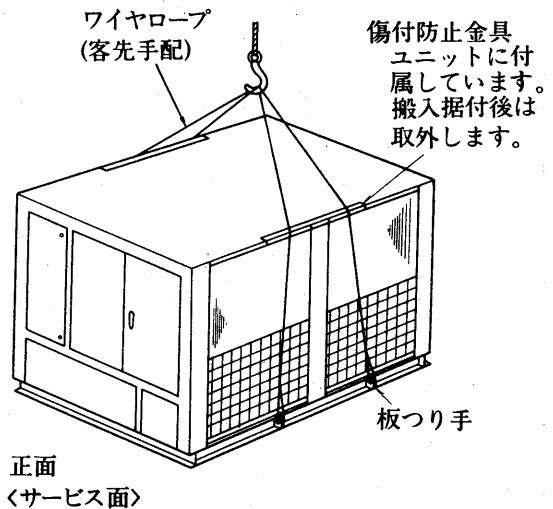 ワイヤロープ
(客先手配)
傷付防止金具
ユニットに付
属しています。
搬入据付後は
取外します。
板つり手
正面
〈サービス面〉